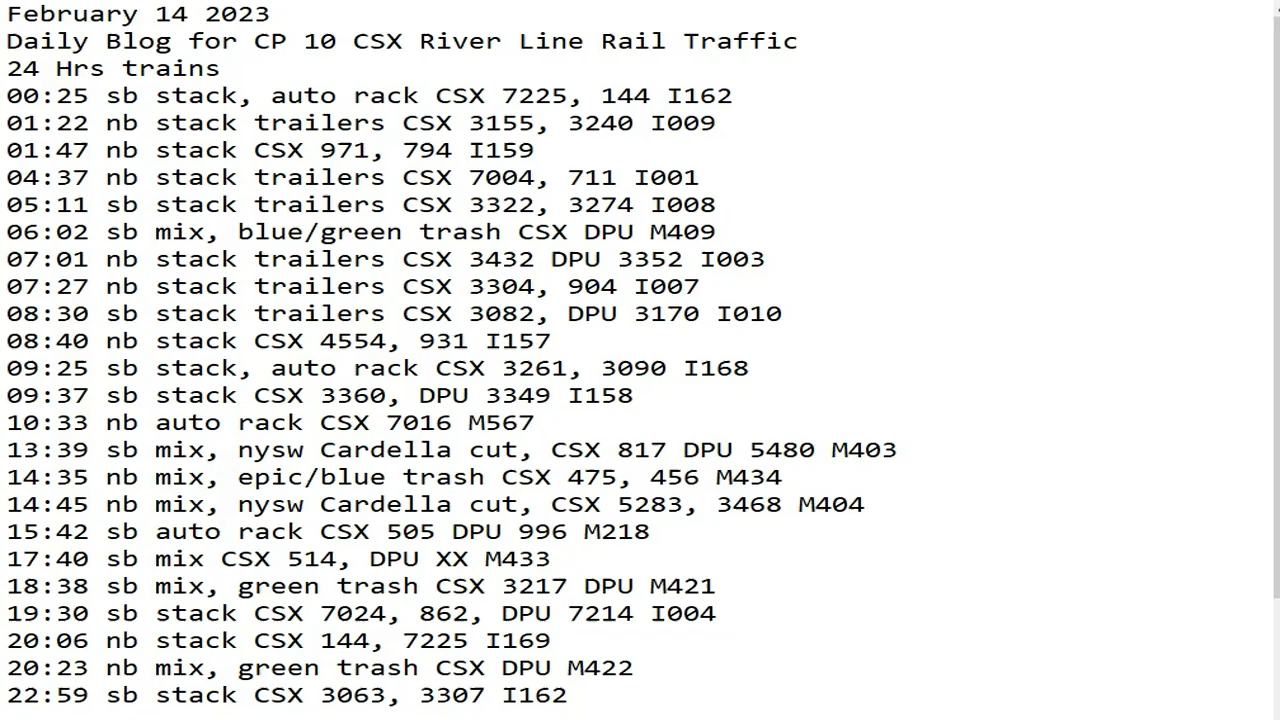 February 14 2023
Daily Blog for CP 10 CSX River Line Rail Traffic
24 Hrs trains
00:25 sb stack, auto rack CSX 7225, 144 I162
01:22 nb stack trailers CSX 3155, 3240 I009
01:47 nb stack CSX 971, 794 I159
04:37 nb stack trailers CSX 7004, 711 I001
05:11 sb stack trailers CSX 3322, 3274 I008
06:02 sb mix, blue/green trash CSX DPU M409
07:01 nb stack trailers CSX 3432 DPU 3352 I003
07:27 nb stack trailers CSX 3304, 904 I007
08:30 sb stack trailers CSX 3082, DPU 3170 I010
08:40 nb stack CSX 4554, 931 I157
09:25 sb stack, auto rack CSX 3261, 3090 I168
09:37 sb stack CSX 3360, DPU 3349 I158
10:33 nb auto rack CSX 7016 M567
13:39 sb mix, nysw Cardella cut, CSX 817 DPU 5480 M403
14:35 nb mix, epic/blue trash CSX 475, 456 M434
14:45 nb mix, nysw Cardella cut, CSX 5283, 3468 M404
15:42 sb auto rack CSX 505 DPU 996 M218
17:40 sb mix CSX 514, DPU XX M433
18:38 sb mix, green trash CSX 3217 DPU M421
19:30 sb stack CSX 7024, 862, DPU 7214 I004
20:06 nb stack CSX 144, 7225 I169
20:23 nb mix, green trash CSX DPU M422
22:59 sb stack CSX 3063, 3307 I162